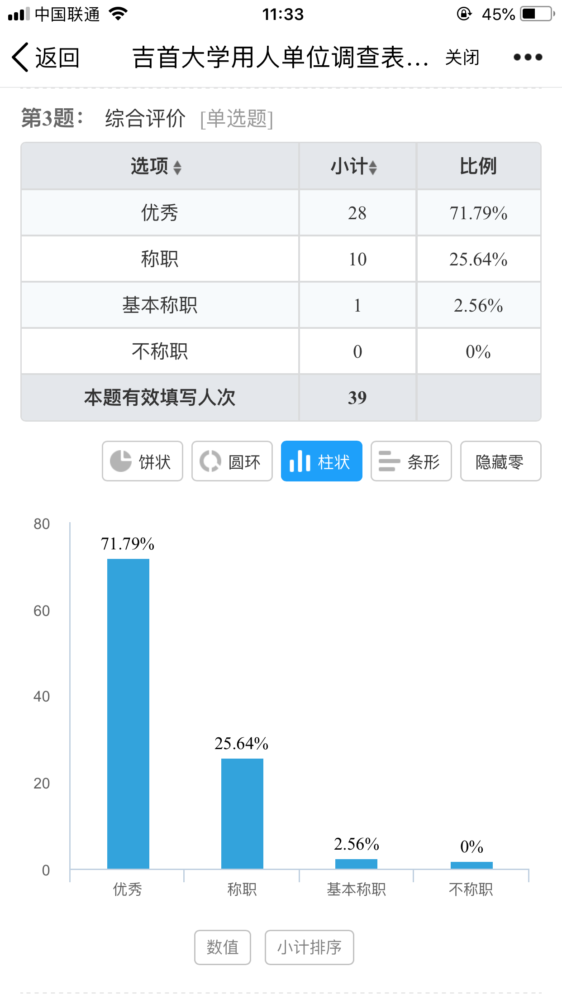 中国联通 11:33 45%
返回 吉首大学用人单位调查表... 关闭
第3题： 综合评价 [单选题]
选项 小计 比例
优秀 28 71.79%
称职 10 25.64%
基本称职 1 2.56%
不称职 0 0%
本题有效填写人次 39
饼状 圆环 柱状 条形 隐藏零
80
71.79%
60
40
25.64%
20
2.56% 0%
0
优秀 称职 基本称职 不称职
数值 小计排序